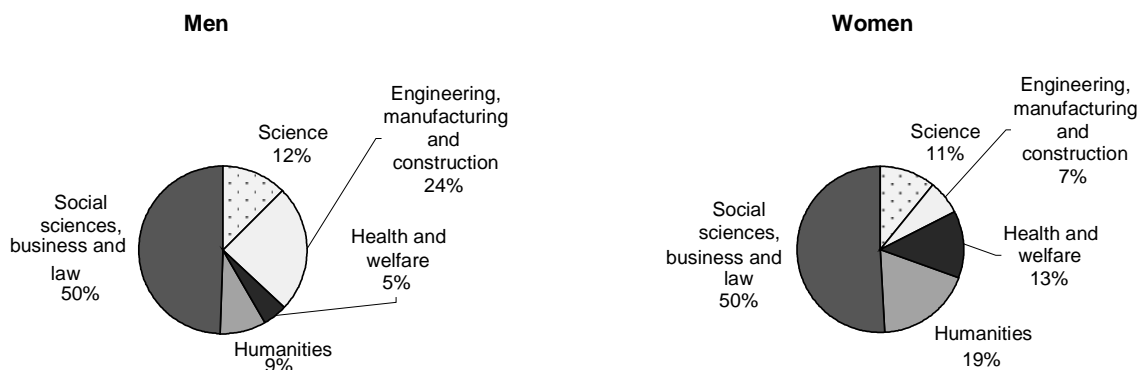 Men
Science
12%
Engineering,
manufacturing
and
construction
24%
Health and
welfare
5%
Humanities
9%
Social
sciences,
business and
law
50%
Women
Science
11%
Engineering,
manufacturing
and
construction
7%
Health and
welfare
13%
Humanities
19%
Social
sciences,
business and
law
50%